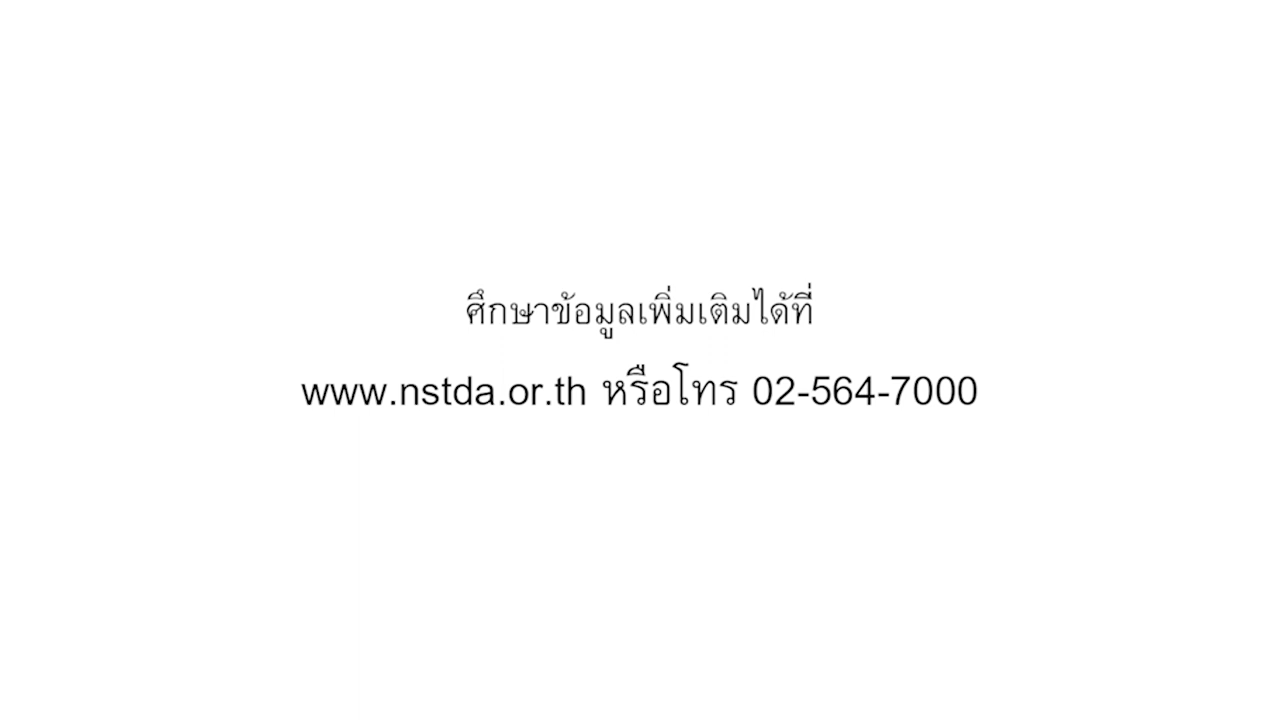 ศึกษาข้อมูลเพิ่มเติมได้ที่
www.nstda.or.th หรือโทร 02-564-7000